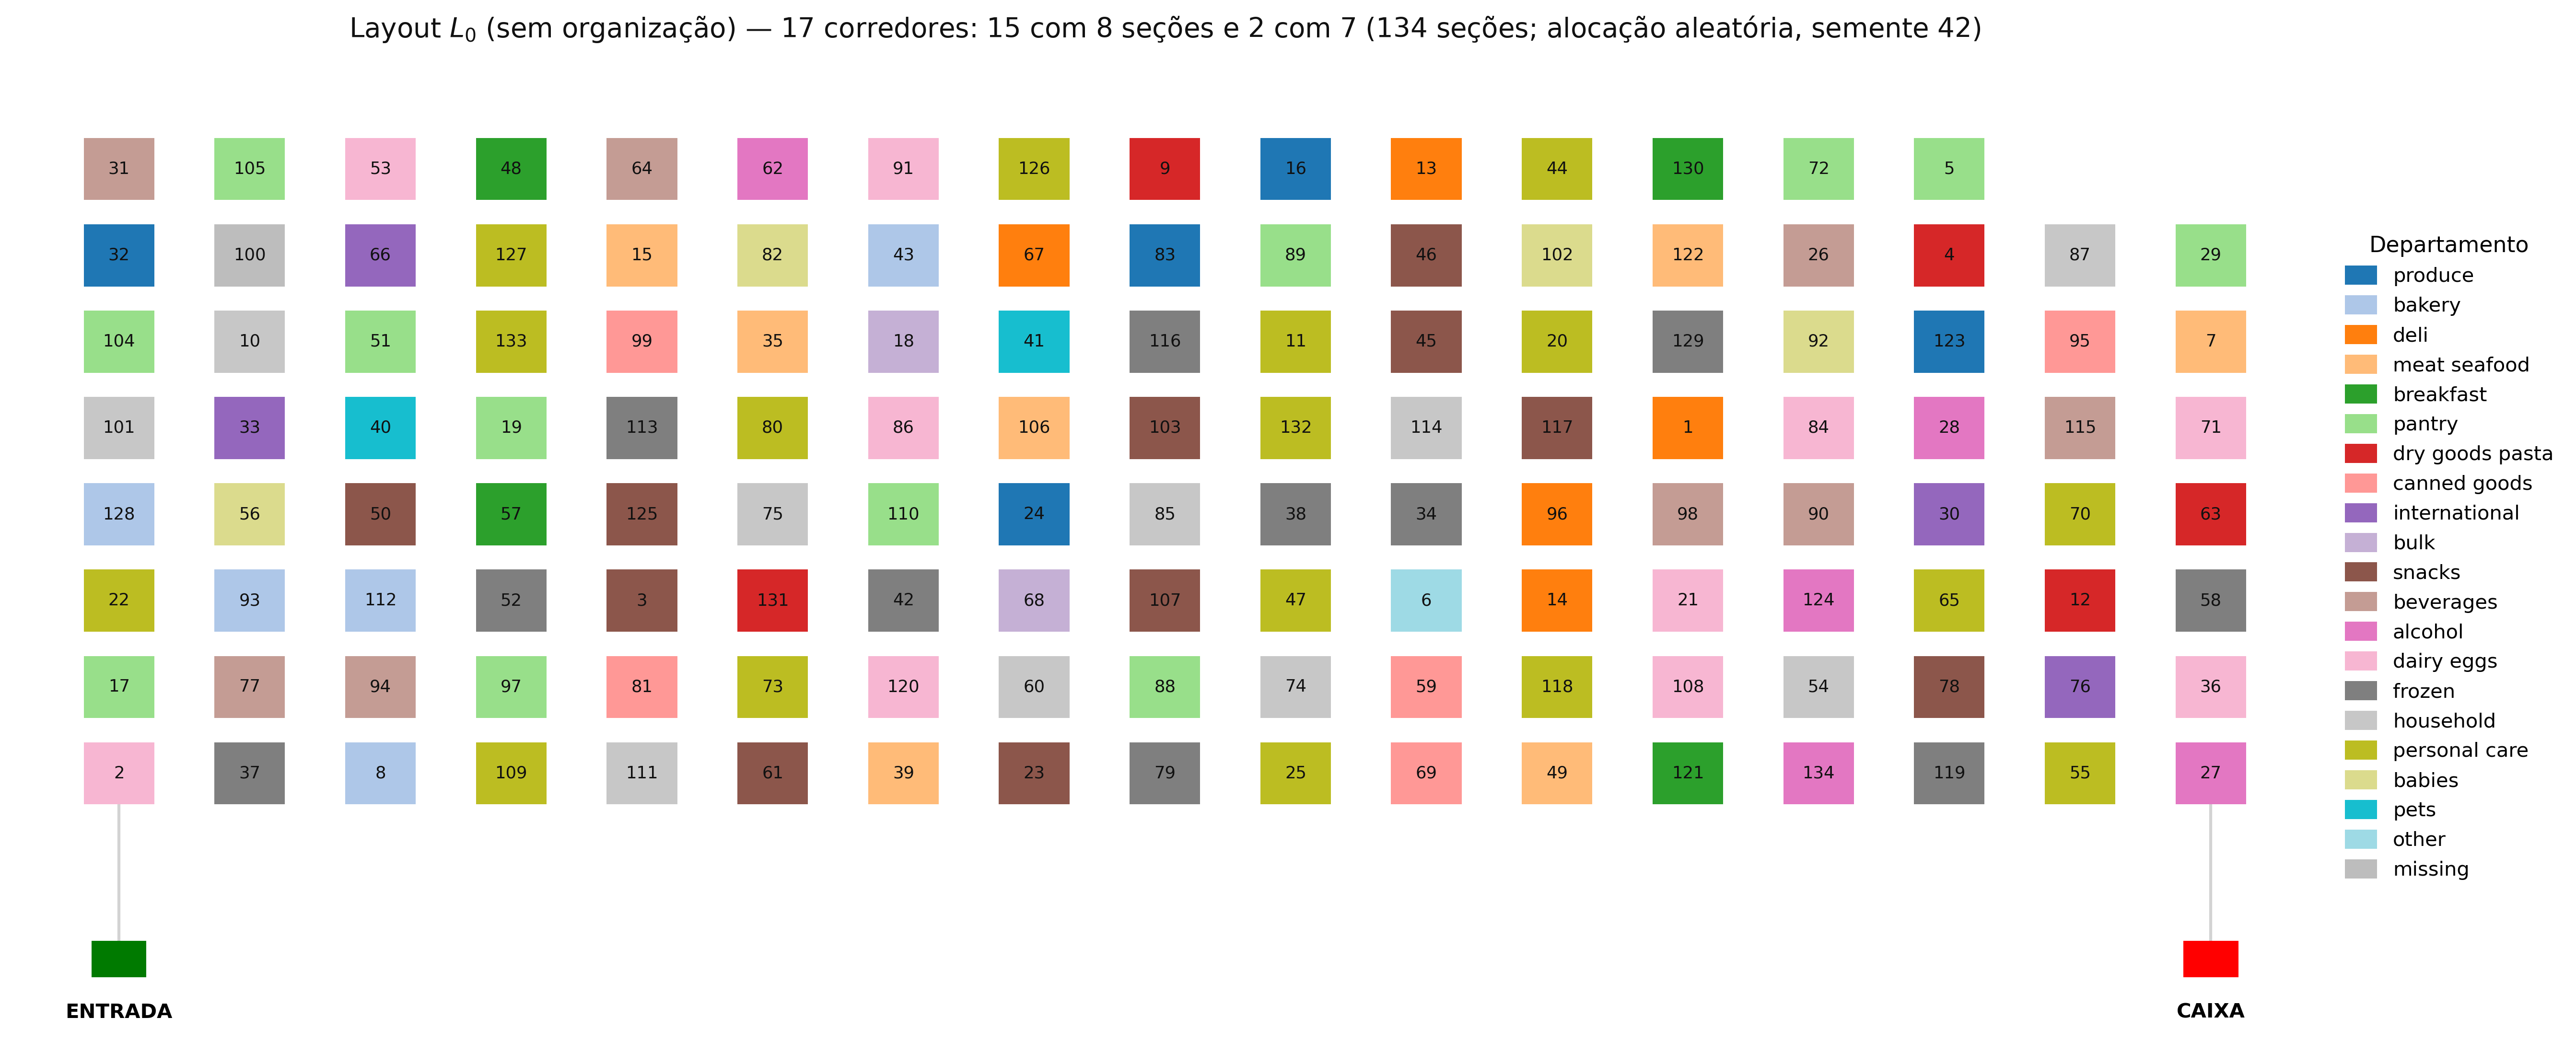 Layout L₀ (sem organização) — 17 corredores: 15 com 8 seções e 2 com 7 (134 seções; alocação aleatória, semente 42)
31 105 53 48 64 62 91 126 9 16 13 44 130 72 5
32 100 66 127 15 82 43 67 83 89 46 102 122 26 4 87 29
104 10 51 133 99 35 18 41 116 11 45 20 129 92 123 95 7
101 33 40 19 113 80 86 106 103 132 114 117 1 84 28 115 71
128 56 50 57 125 75 110 24 85 38 34 96 98 90 30 70 63
22 93 112 52 3 131 42 68 107 47 6 14 21 124 65 12 58
17 77 94 97 81 73 120 60 88 74 59 118 108 54 78 76 36
2 37 8 109 111 61 39 23 79 25 69 49 121 134 119 55 27
ENTRADA
CAIXA
Departamento
produce
bakery
deli
meat seafood
breakfast
pantry
dry goods pasta
canned goods
international
bulk
snacks
beverages
alcohol
dairy eggs
frozen
household
personal care
babies
pets
other
missing